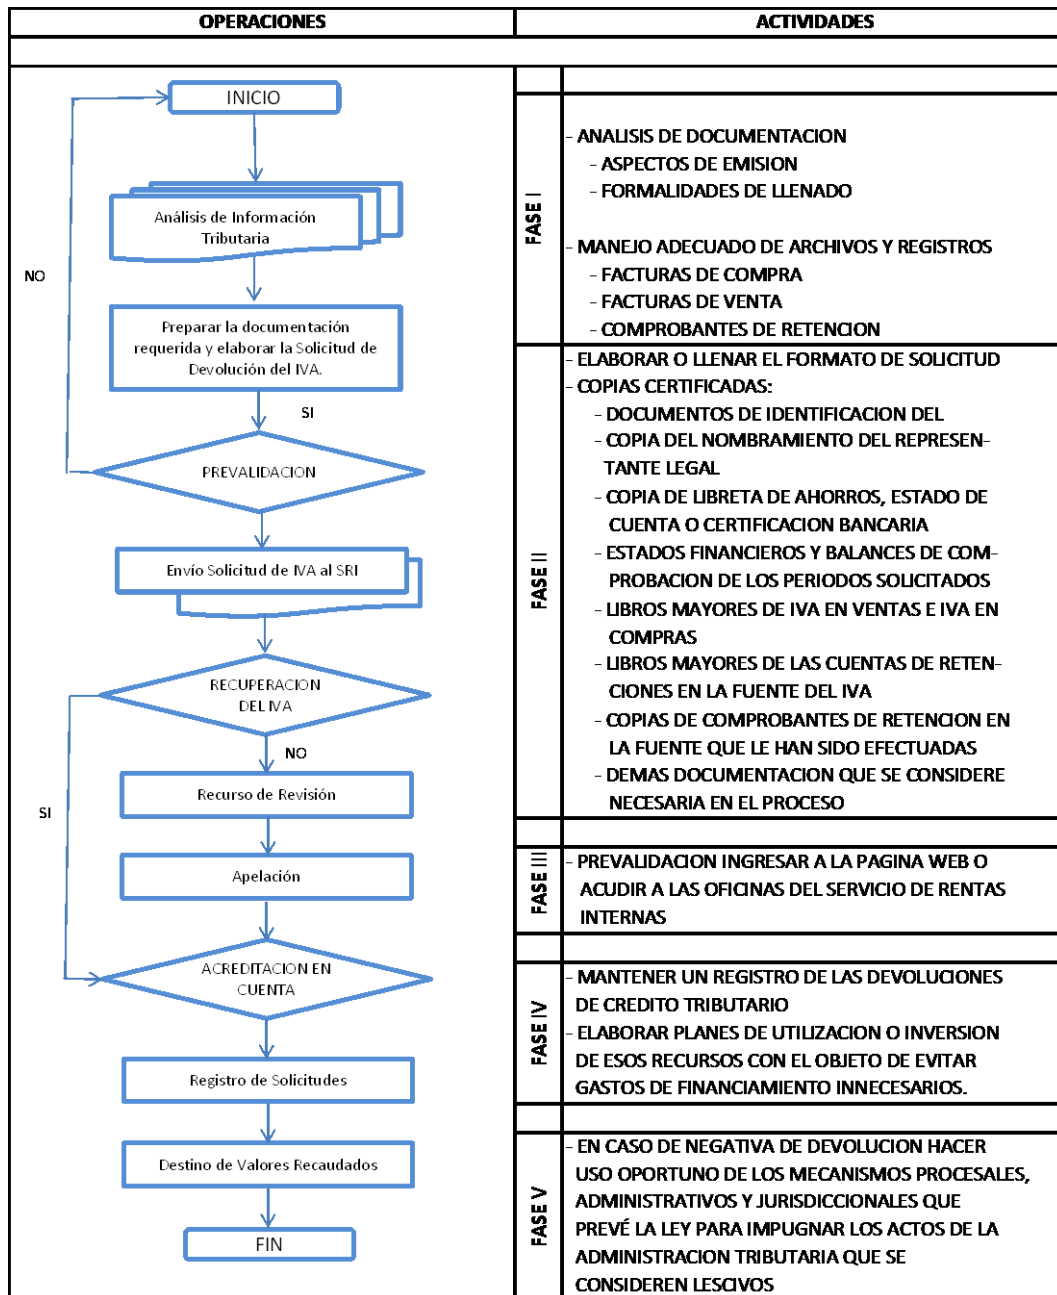 OPERACIONES
ACTIVIDADES
INICIO
Análisis de Información
Tributaria
NO
Preparar la documentación
requerida y elaborar la Solicitud de
Devolución del IVA.
SI
PREVALIDACION
Envío Solicitud de IVA al SRI
RECUPERACION
DEL IVA
NO
Recurso de Revisión
SI
Apelación
ACREDITACION EN
CUENTA
Registro de Solicitudes
Destino de Valores Recaudados
FIN
FASE I
- ANALISIS DE DOCUMENTACION
- ASPECTOS DE EMISION
- FORMALIDADES DE LLENADO
- MANEJO ADECUADO DE ARCHIVOS Y REGISTROS
- FACTURAS DE COMPRA
- FACTURAS DE VENTA
- COMPROBANTES DE RETENCION
FASE II
- ELABORAR O LLENAR EL FORMATO DE SOLICITUD
- COPIAS CERTIFICADAS:
- DOCUMENTOS DE IDENTIFICACION DEL
- COPIA DEL NOMBRAMIENTO DEL REPRESEN-
TANTE LEGAL
- COPIA DE LIBRETA DE AHORROS, ESTADO DE
CUENTA O CERTIFICACION BANCARIA
- ESTADOS FINANCIEROS Y BALANCES DE COM-
PROBACION DE LOS PERIODOS SOLICITADOS
- LIBROS MAYORES DE IVA EN VENTAS E IVA EN
COMPRAS
- LIBROS MAYORES DE LAS CUENTAS DE RETEN-
CIONES EN LA FUENTE DEL IVA
- COPIAS DE COMPROBANTES DE RETENCION EN
LA FUENTE QUE LE HAN SIDO EFECTUADAS
- DEMAS DOCUMENTACION QUE SE CONSIDERE
NECESARIA EN EL PROCESO
FASE III
- PREVALIDACION INGRESAR A LA PAGINA WEB O
ACUDIR A LAS OFICINAS DEL SERVICIO DE RENTAS
INTERNAS
FASE IV
- MANTENER UN REGISTRO DE LAS DEVOLUCIONES
DE CREDITO TRIBUTARIO
- ELABORAR PLANES DE UTILIZACION O INVERSION
DE ESOS RECURSOS CON EL OBJETO DE EVITAR
GASTOS DE FINANCIAMIENTO INNECESARIOS.
FASE V
- EN CASO DE NEGATIVA DE DEVOLUCION HACER
USO OPORTUNO DE LOS MECANISMOS PROCESALES,
ADMINISTRATIVOS Y JURISDICCIONALES QUE
PREVÉ LA LEY PARA IMPUGNAR LOS ACTOS DE LA
ADMINISTRACION TRIBUTARIA QUE SE
CONSIDEREN LESCIVOS